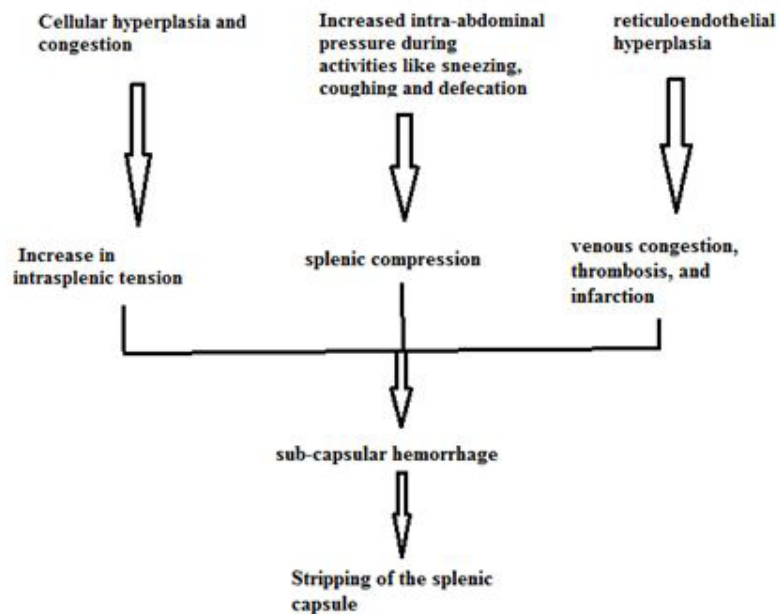 Cellular hyperplasia and
congestion
Increased intra-abdominal
pressure during
activities like sneezing,
coughing and defecation
reticuloendothelial
hyperplasia
Increase in
intrasplenic tension
splenic compression
venous congestion,
thrombosis, and
infarction
sub-capsular hemorrhage
Stripping of the splenic
capsule